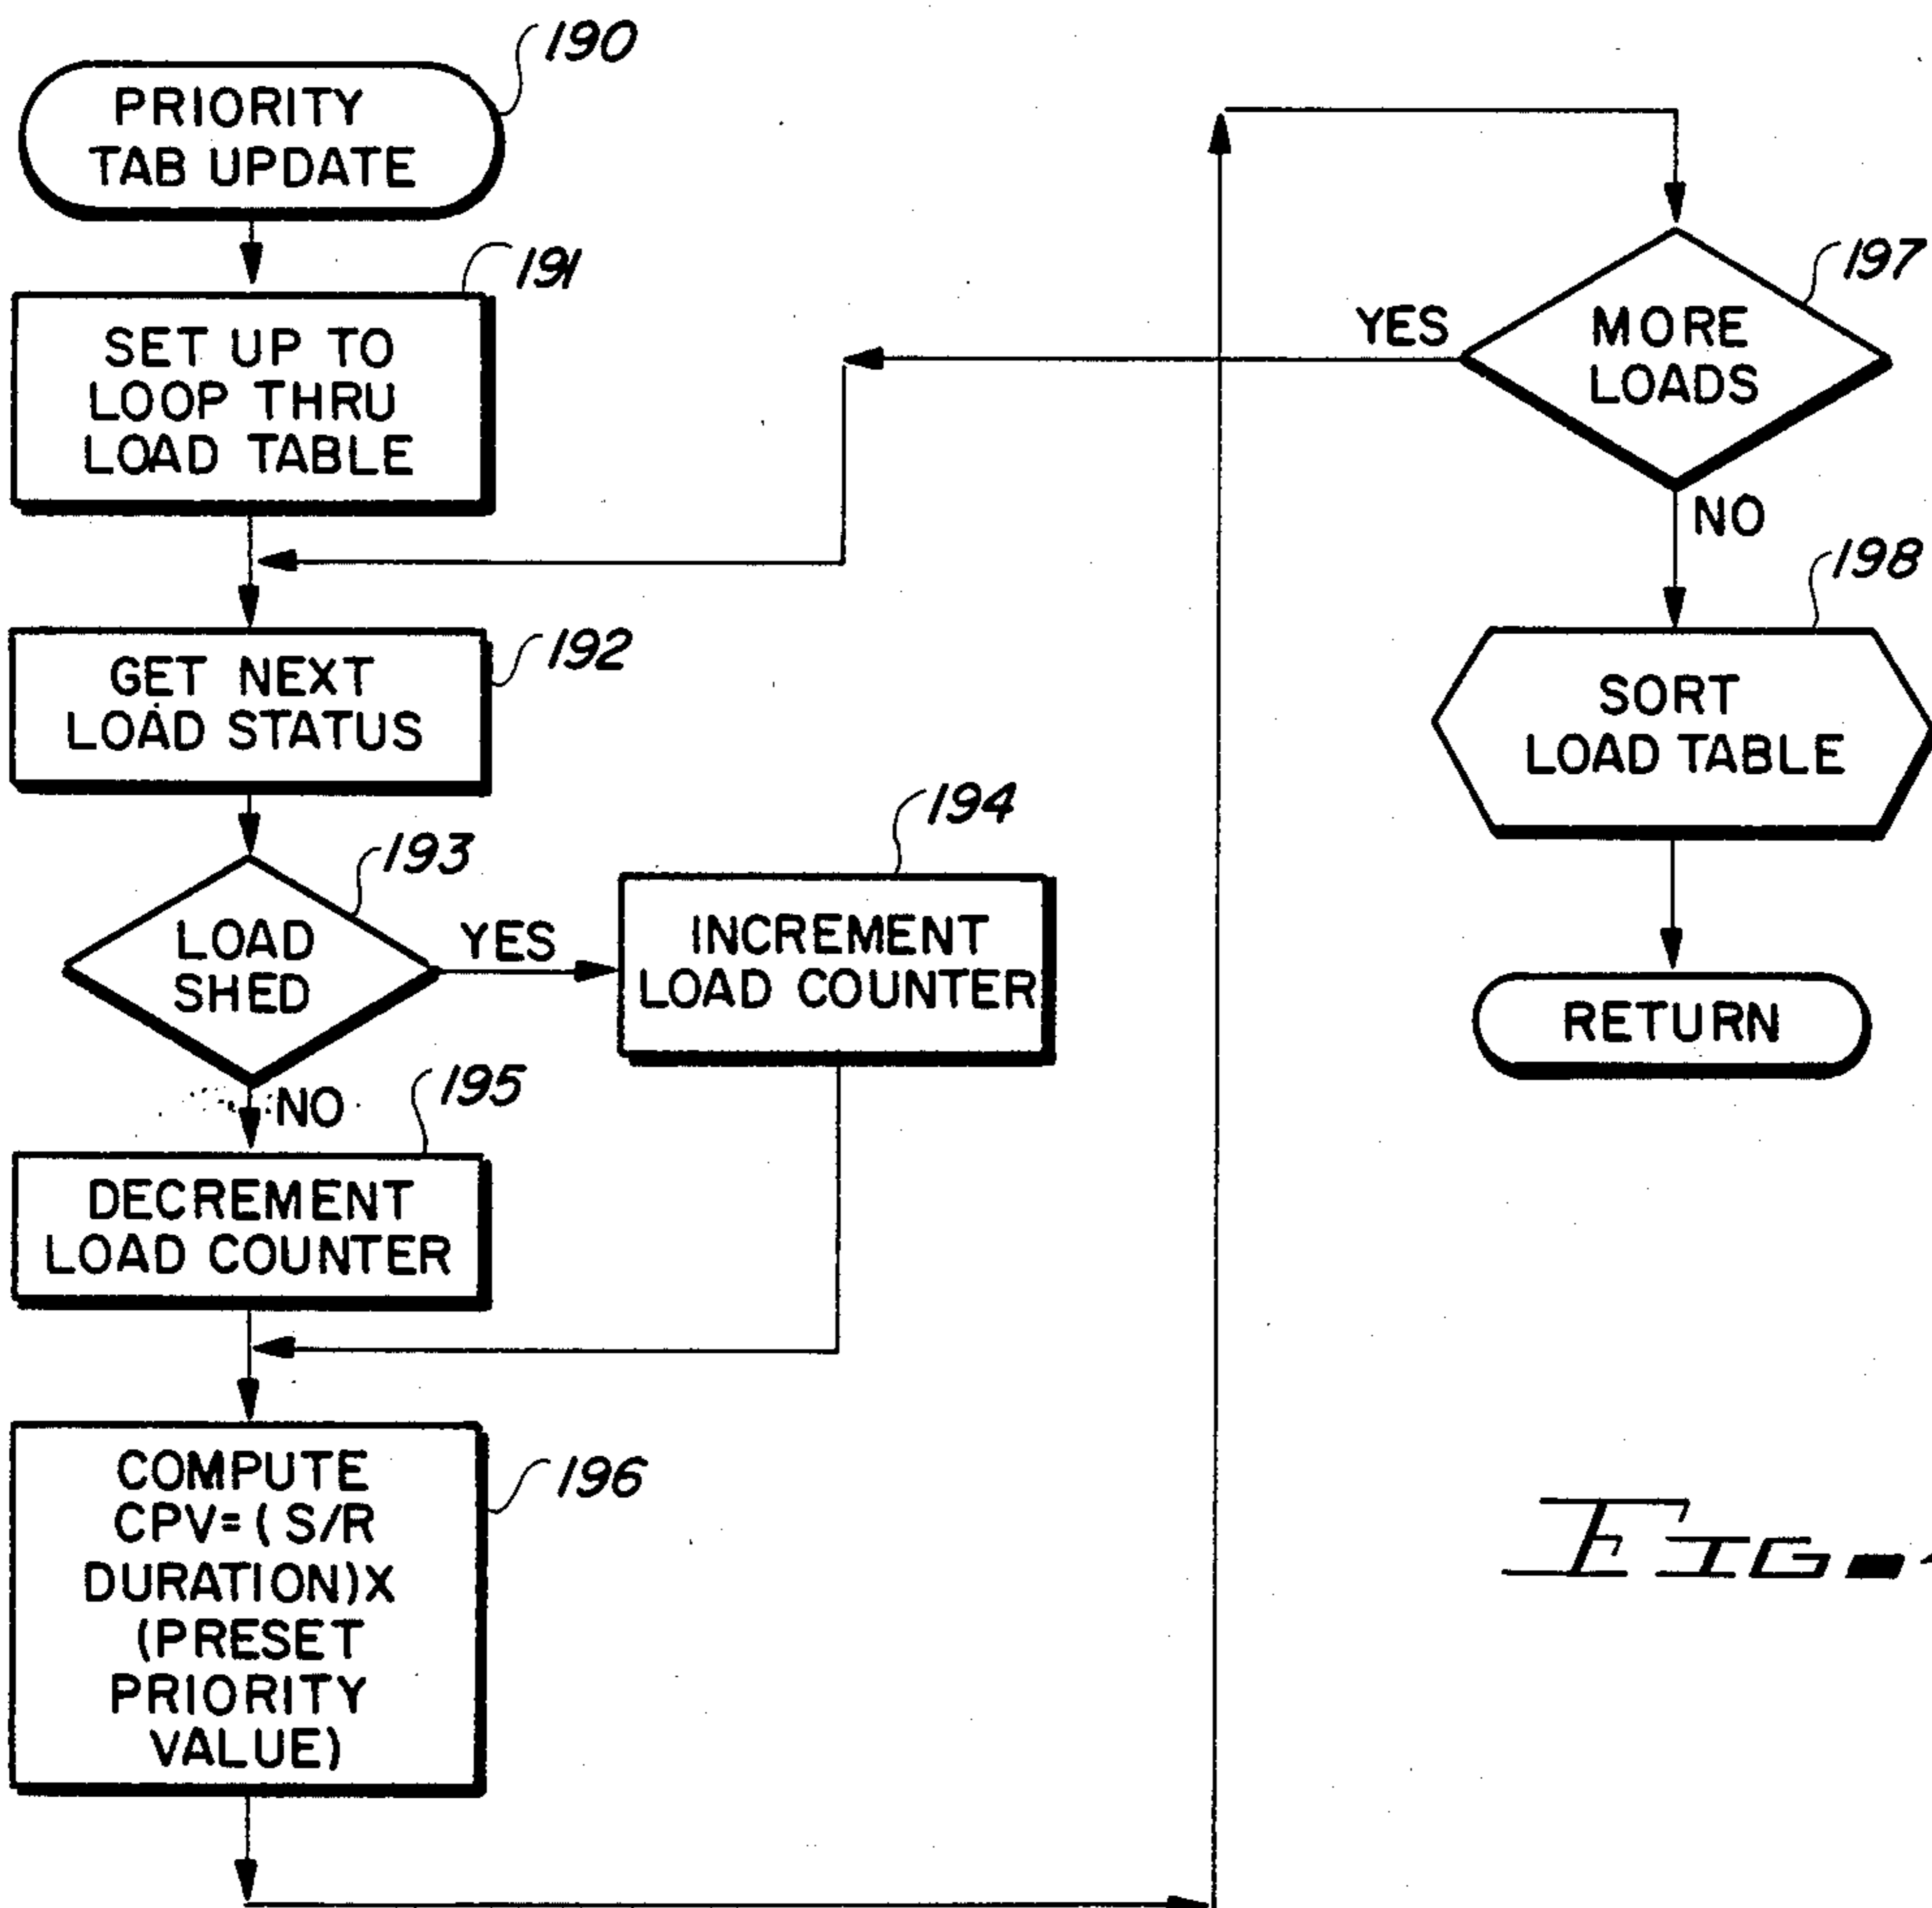 190
PRIORITY
TAB UPDATE
191
SET UP TO
LOOP THRU
LOAD TABLE
192
GET NEXT
LOAD STATUS
193
LOAD
SHED
YES
194
INCREMENT
LOAD COUNTER
NO
195
DECREMENT
LOAD COUNTER
196
COMPUTE
CPV=(S/R
DURATION)X
(PRESET
PRIORITY
VALUE)
197
MORE
LOADS
YES
NO
198
SORT
LOAD TABLE
RETURN
FIG.